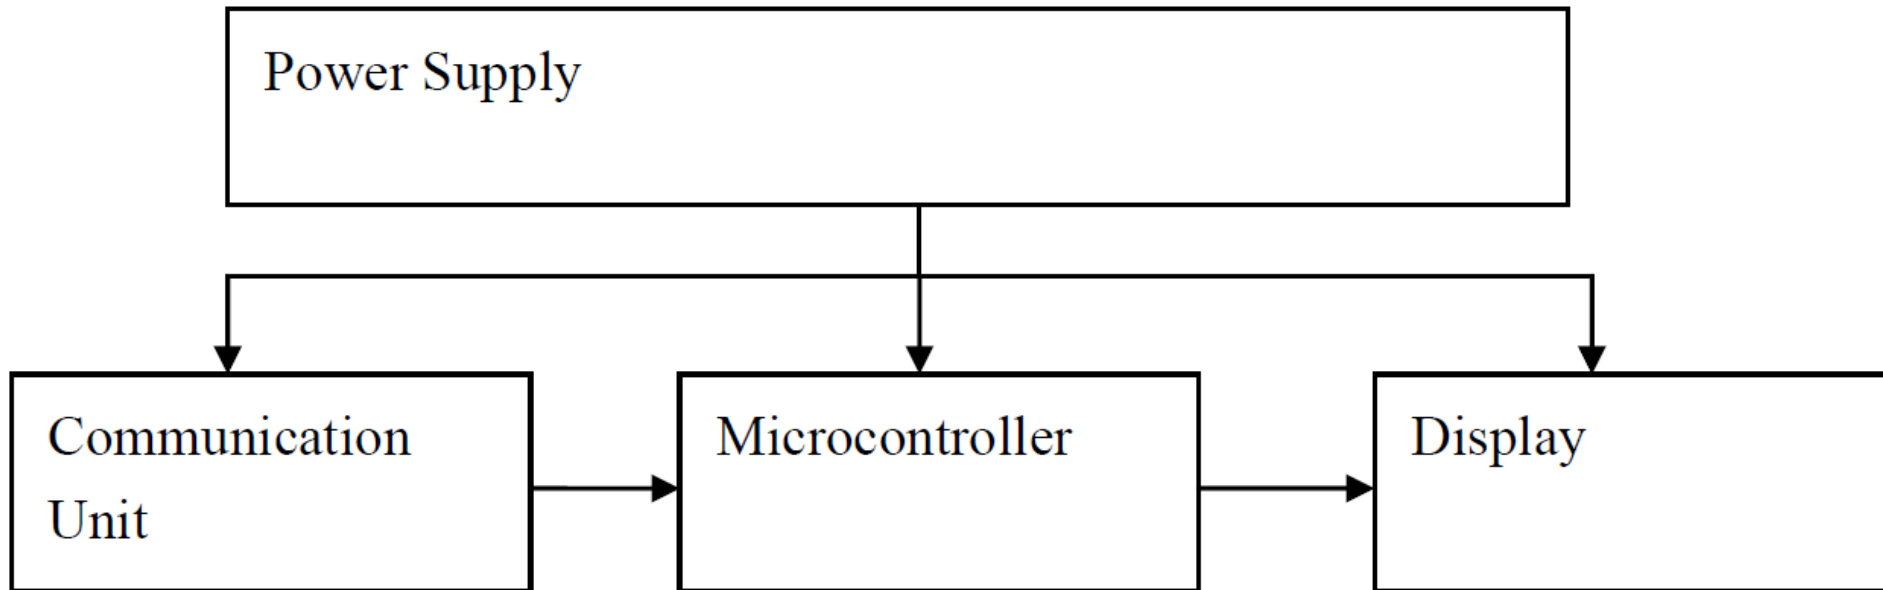 Power Supply
Communication
Unit
Microcontroller
Display